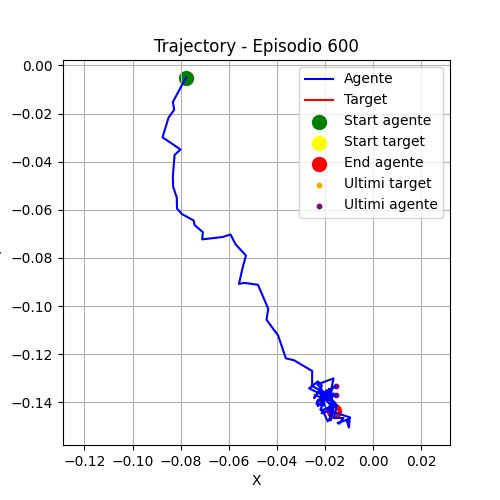 Trajectory - Episodio 600
0.00
−0.02
−0.04
−0.06
−0.08
−0.10
−0.12
−0.14
Agente
Target
Start agente
Start target
End agente
Ultimi target
Ultimi agente
−0.12
−0.10
−0.08
−0.06
−0.04
−0.02
0.00
0.02
X